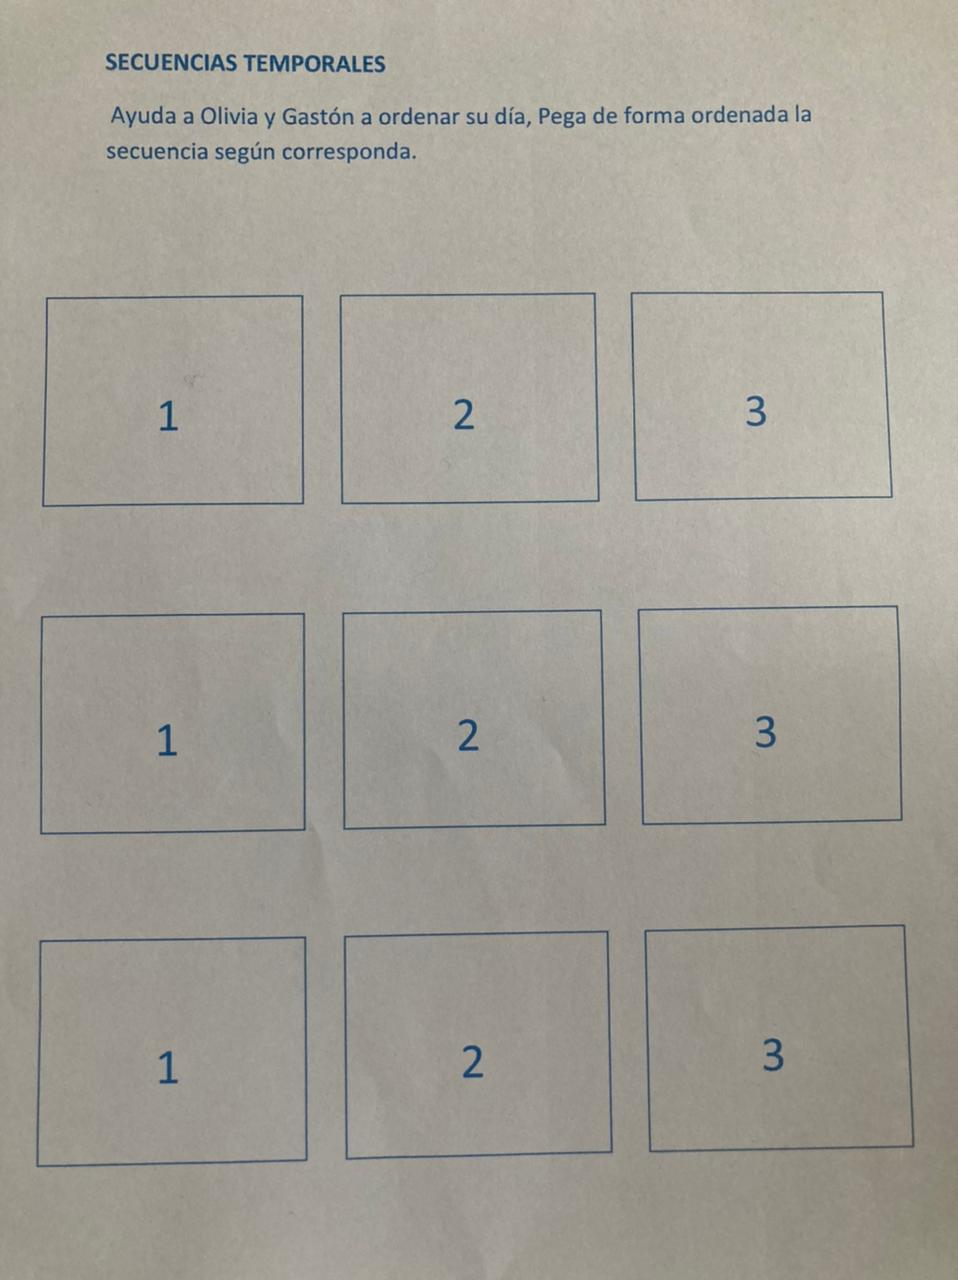 SECUENCIAS TEMPORALES
Ayuda a Olivia y Gastón a ordenar su día, Pega de forma ordenada la
secuencia según corresponda.
1 2 3
1 2 3
1 2 3